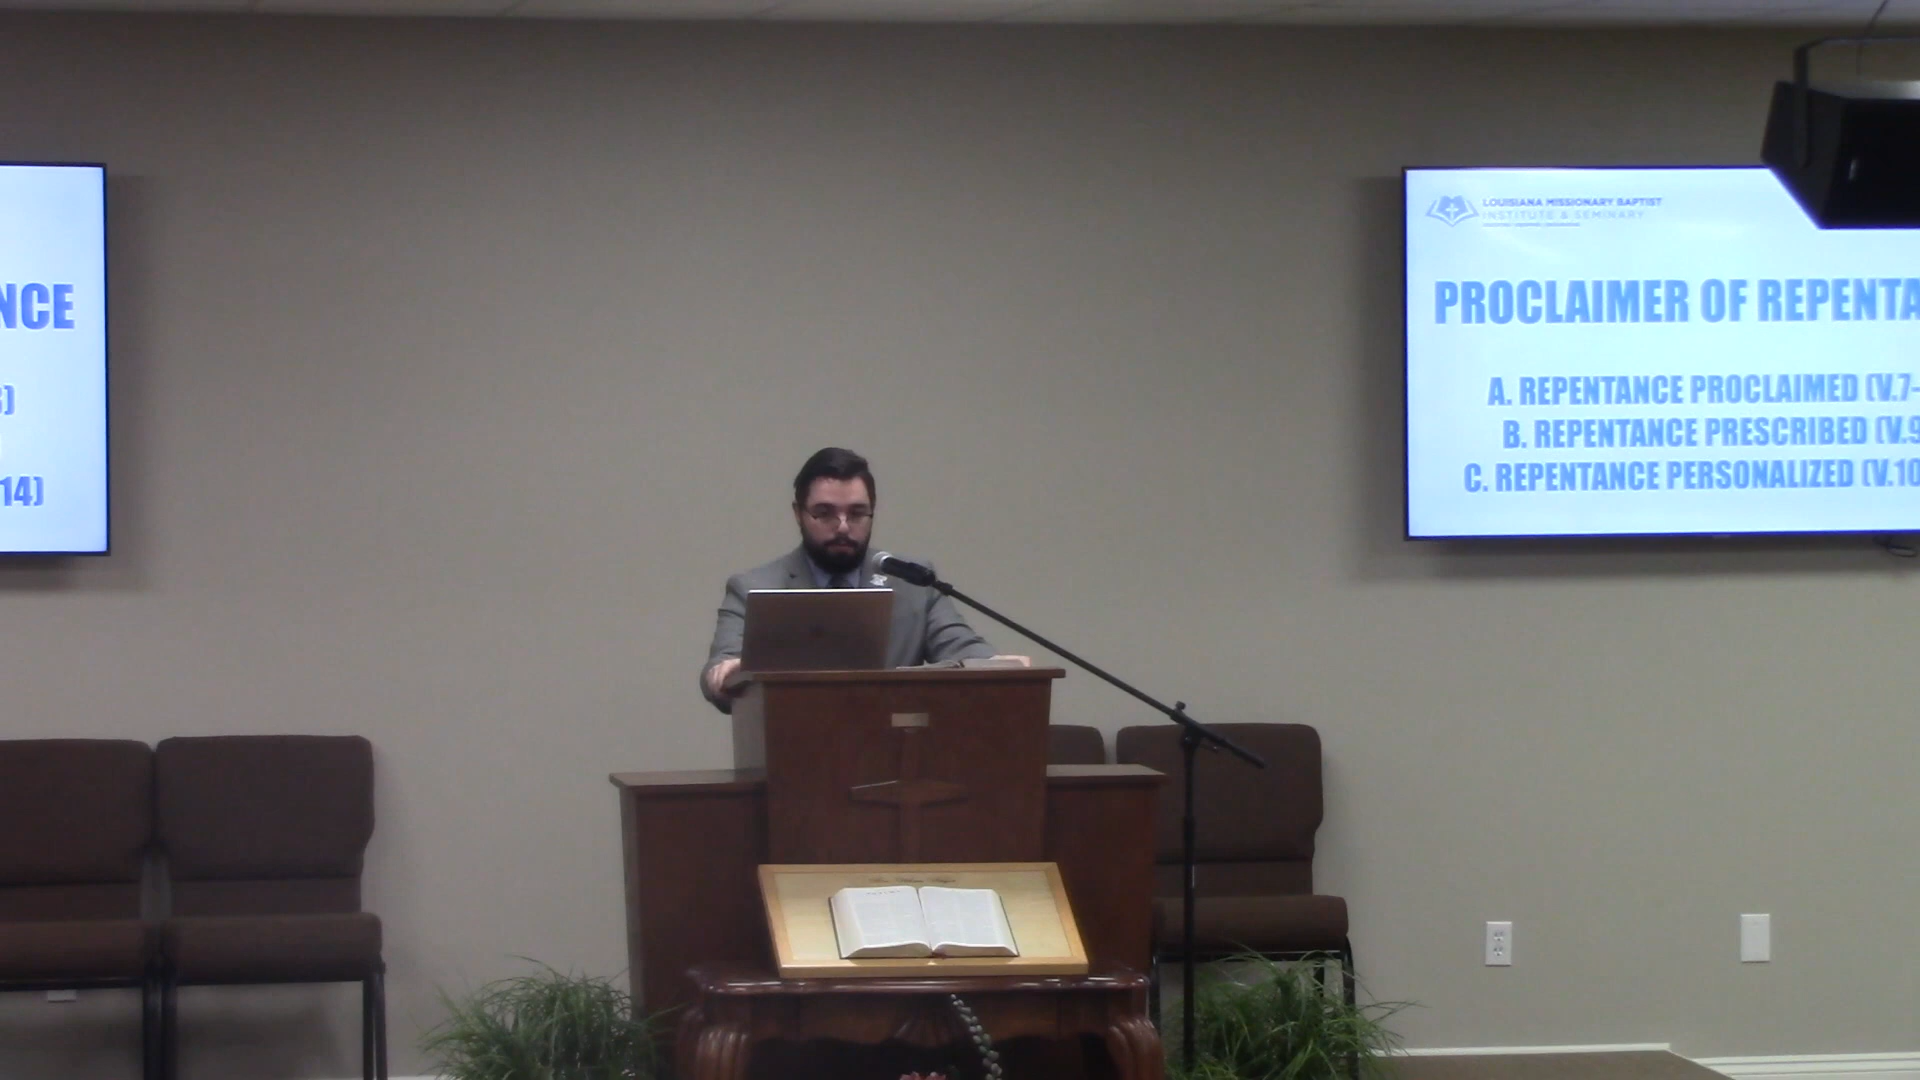 NCE
14)
LOUISIANA MISSIONARY BAPTIST
INSTITUTE & SEMINARY
PROCLAIMER OF REPENTA
A. REPENTANCE PROCLAIMED (V.7-
B. REPENTANCE PRESCRIBED (V.9
C. REPENTANCE PERSONALIZED (V.10